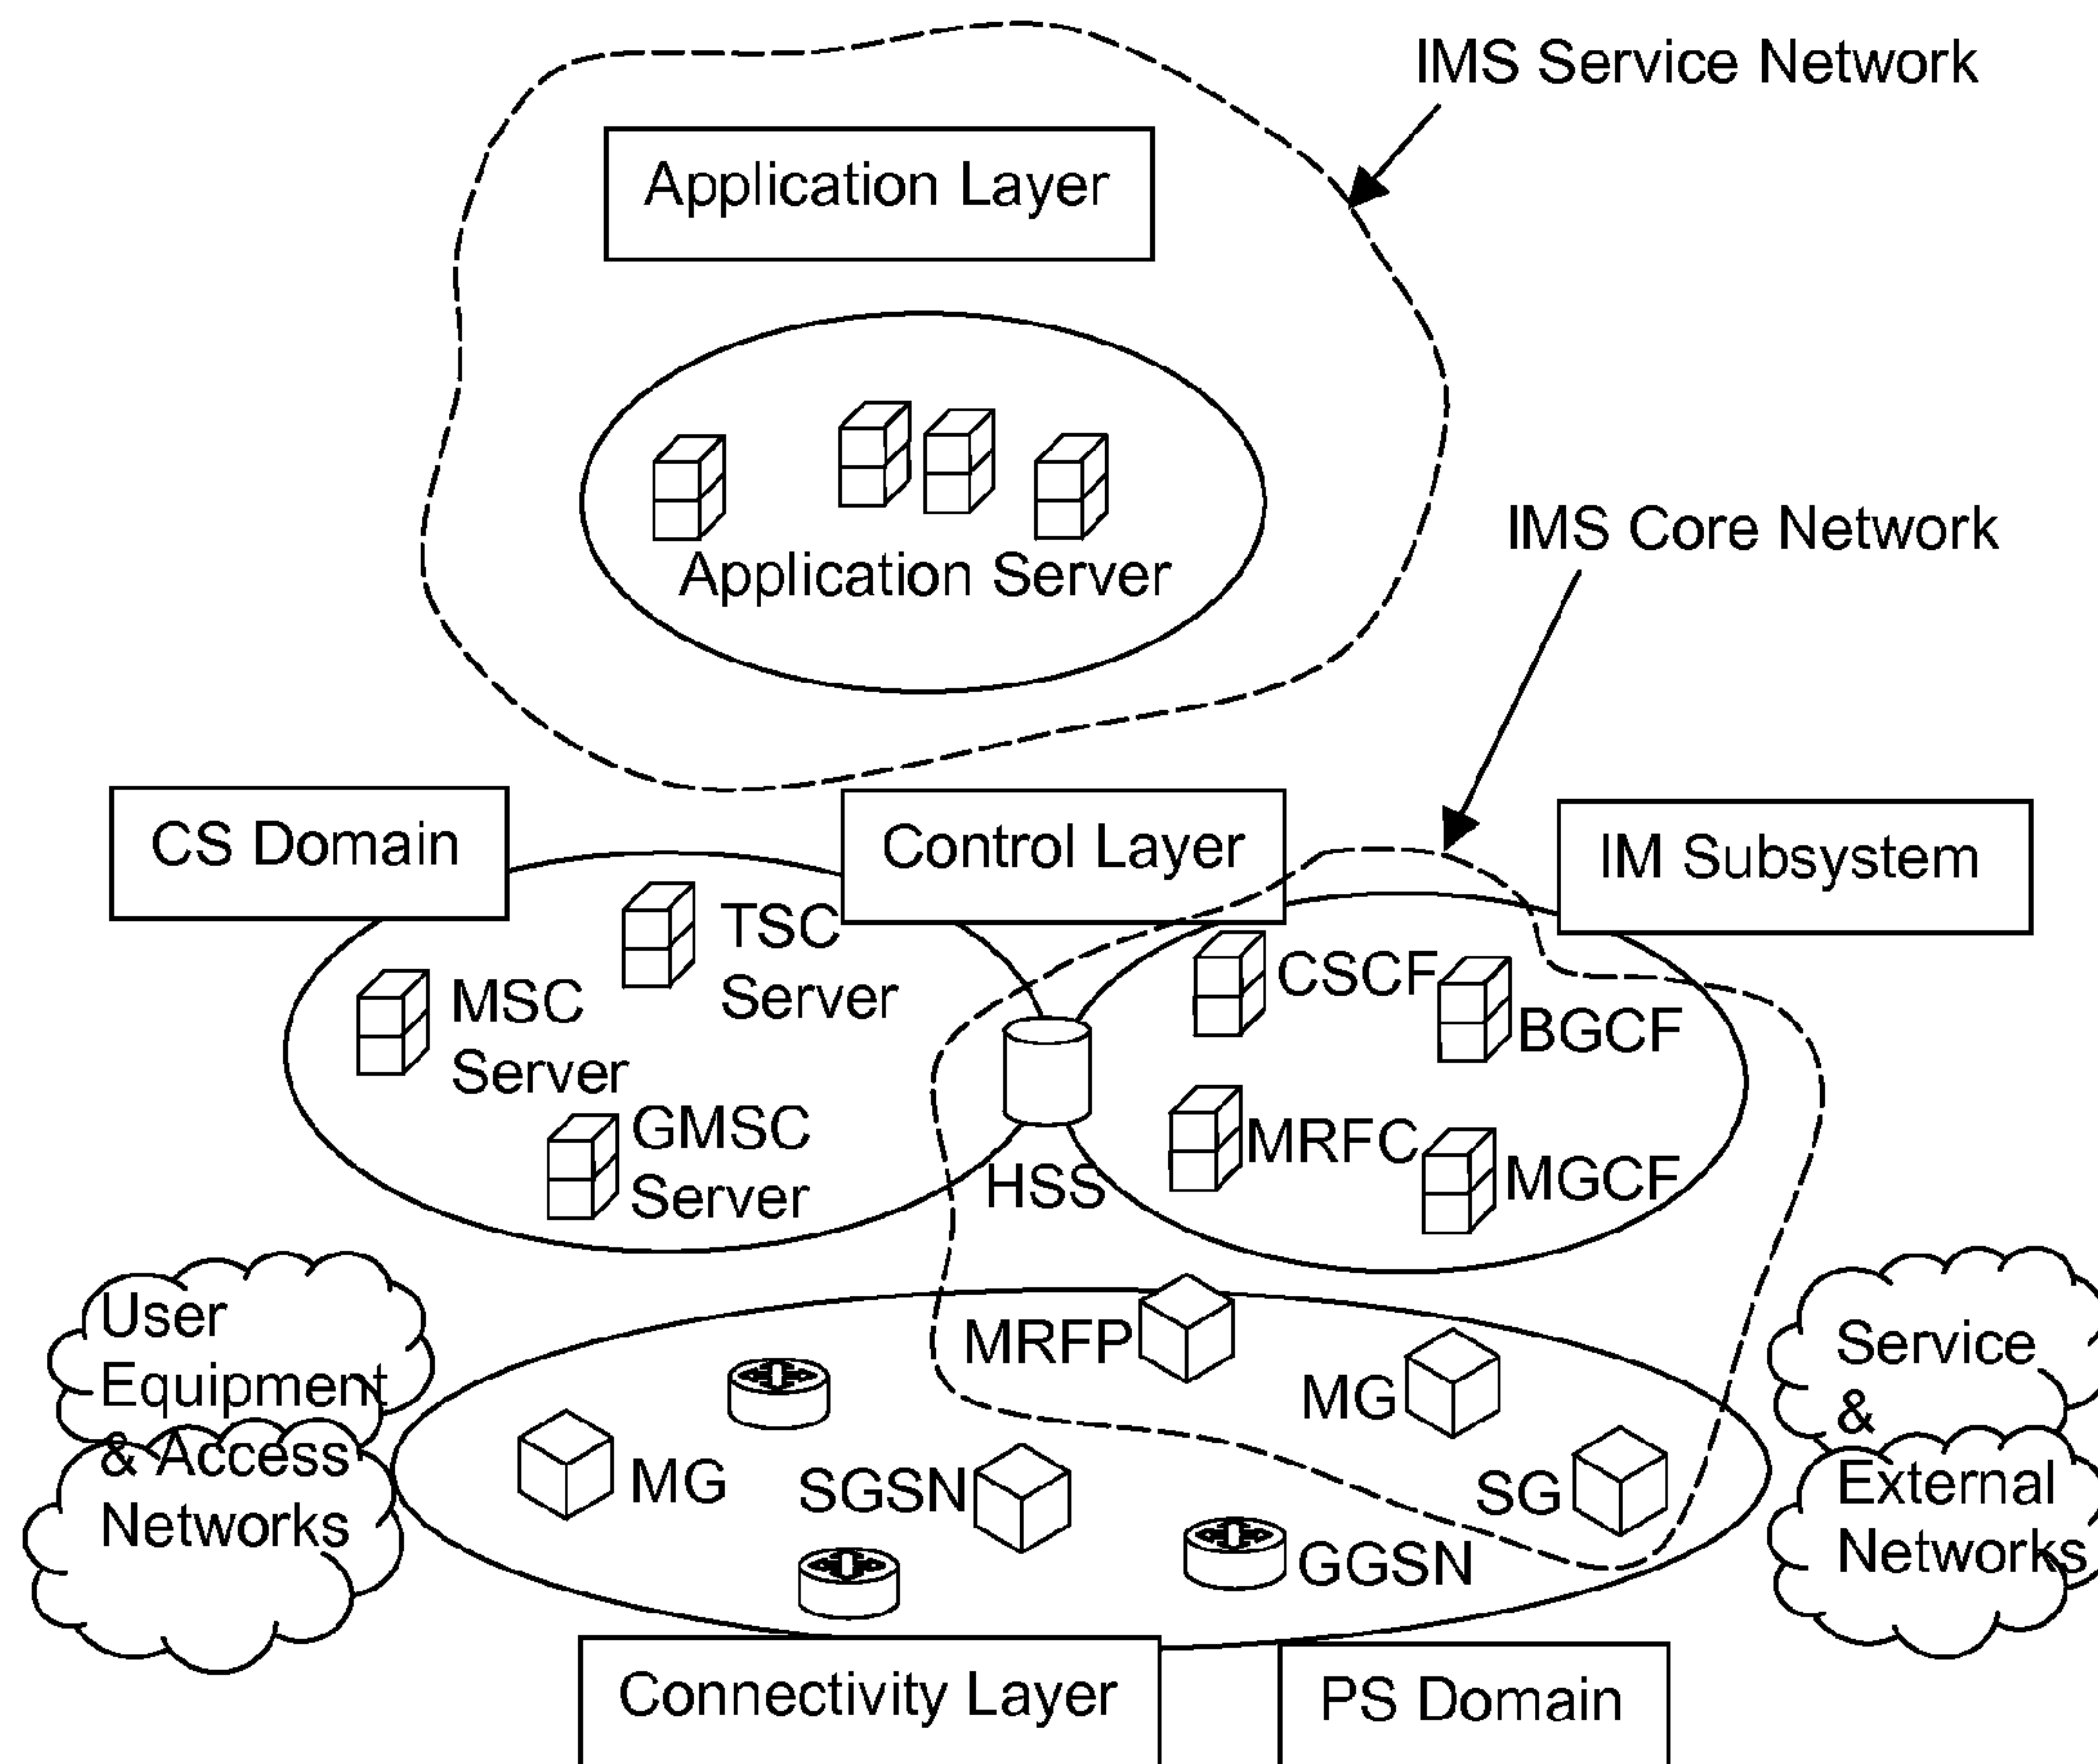 IMS Service Network
Application Layer
Application Server
IMS Core Network
CS Domain
Control Layer
IM Subsystem
TSC
Server
MSC
Server
GMSC
Server
HSS
CSCF
BGCF
MRFC
MGCF
User
Equipment
& Access
Networks
MRFP
MG
SG
MG
SGSN
GGSN
Service
&
External
Networks
Connectivity Layer
PS Domain